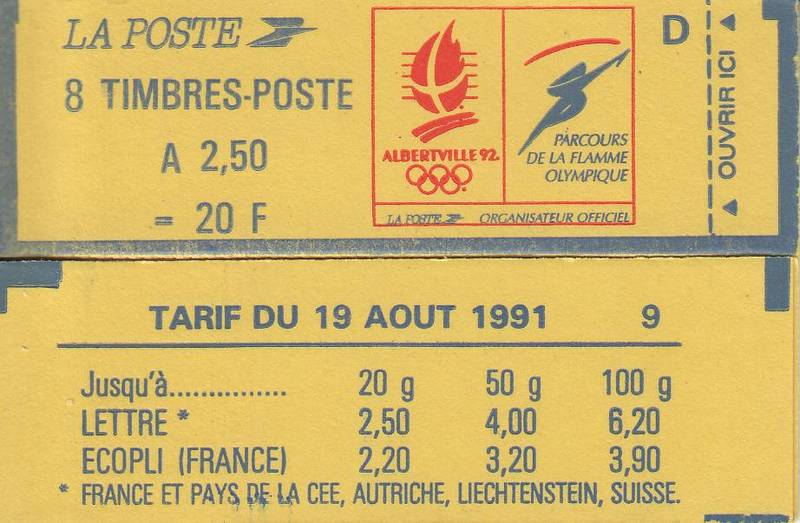 LA POSTE
8 TIMBRES-POSTE
A 2,50
= 20 F
ALBERTVILLE 92.
PARCOURS
DE LA FLAMME
OLYMPIQUE
LA POSTE ORGANISATEUR OFFICIEL
D
▲ OUVRIR ICI ▲
TARIF DU 19 AOUT 1991 9
Jusqu'à............... 20 g 50 g 100 g
LETTRE * 2,50 4,00 6,20
ECOPLI (FRANCE) 2,20 3,20 3,90
* FRANCE ET PAYS DE LA CEE, AUTRICHE, LIECHTENSTEIN, SUISSE.